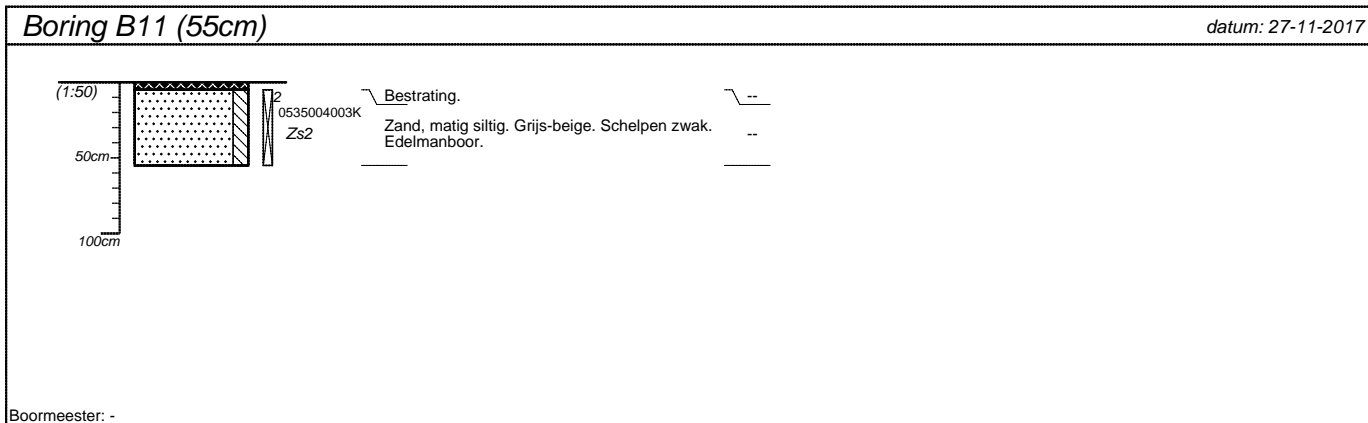 Boring B11 (55cm)
datum: 27-11-2017
(1:50)
2
0535004003K
Zs2
50cm
100cm
Bestrating.
--
Zand, matig siltig. Grijs-beige. Schelpen zwak.
Edelmanboor.
--
Boormeester: -